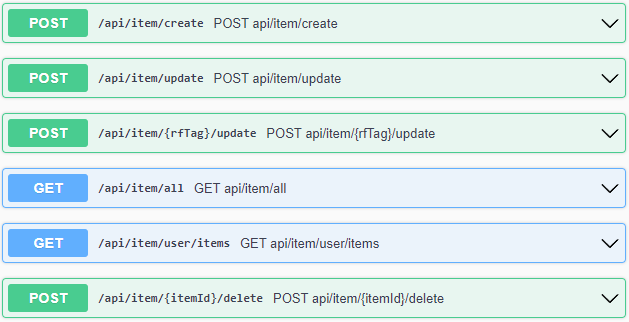 POST /api/item/create POST api/item/create
POST /api/item/update POST api/item/update
POST /api/item/{rfTag}/update POST api/item/{rfTag}/update
GET /api/item/all GET api/item/all
GET /api/item/user/items GET api/item/user/items
POST /api/item/{itemId}/delete POST api/item/{itemId}/delete